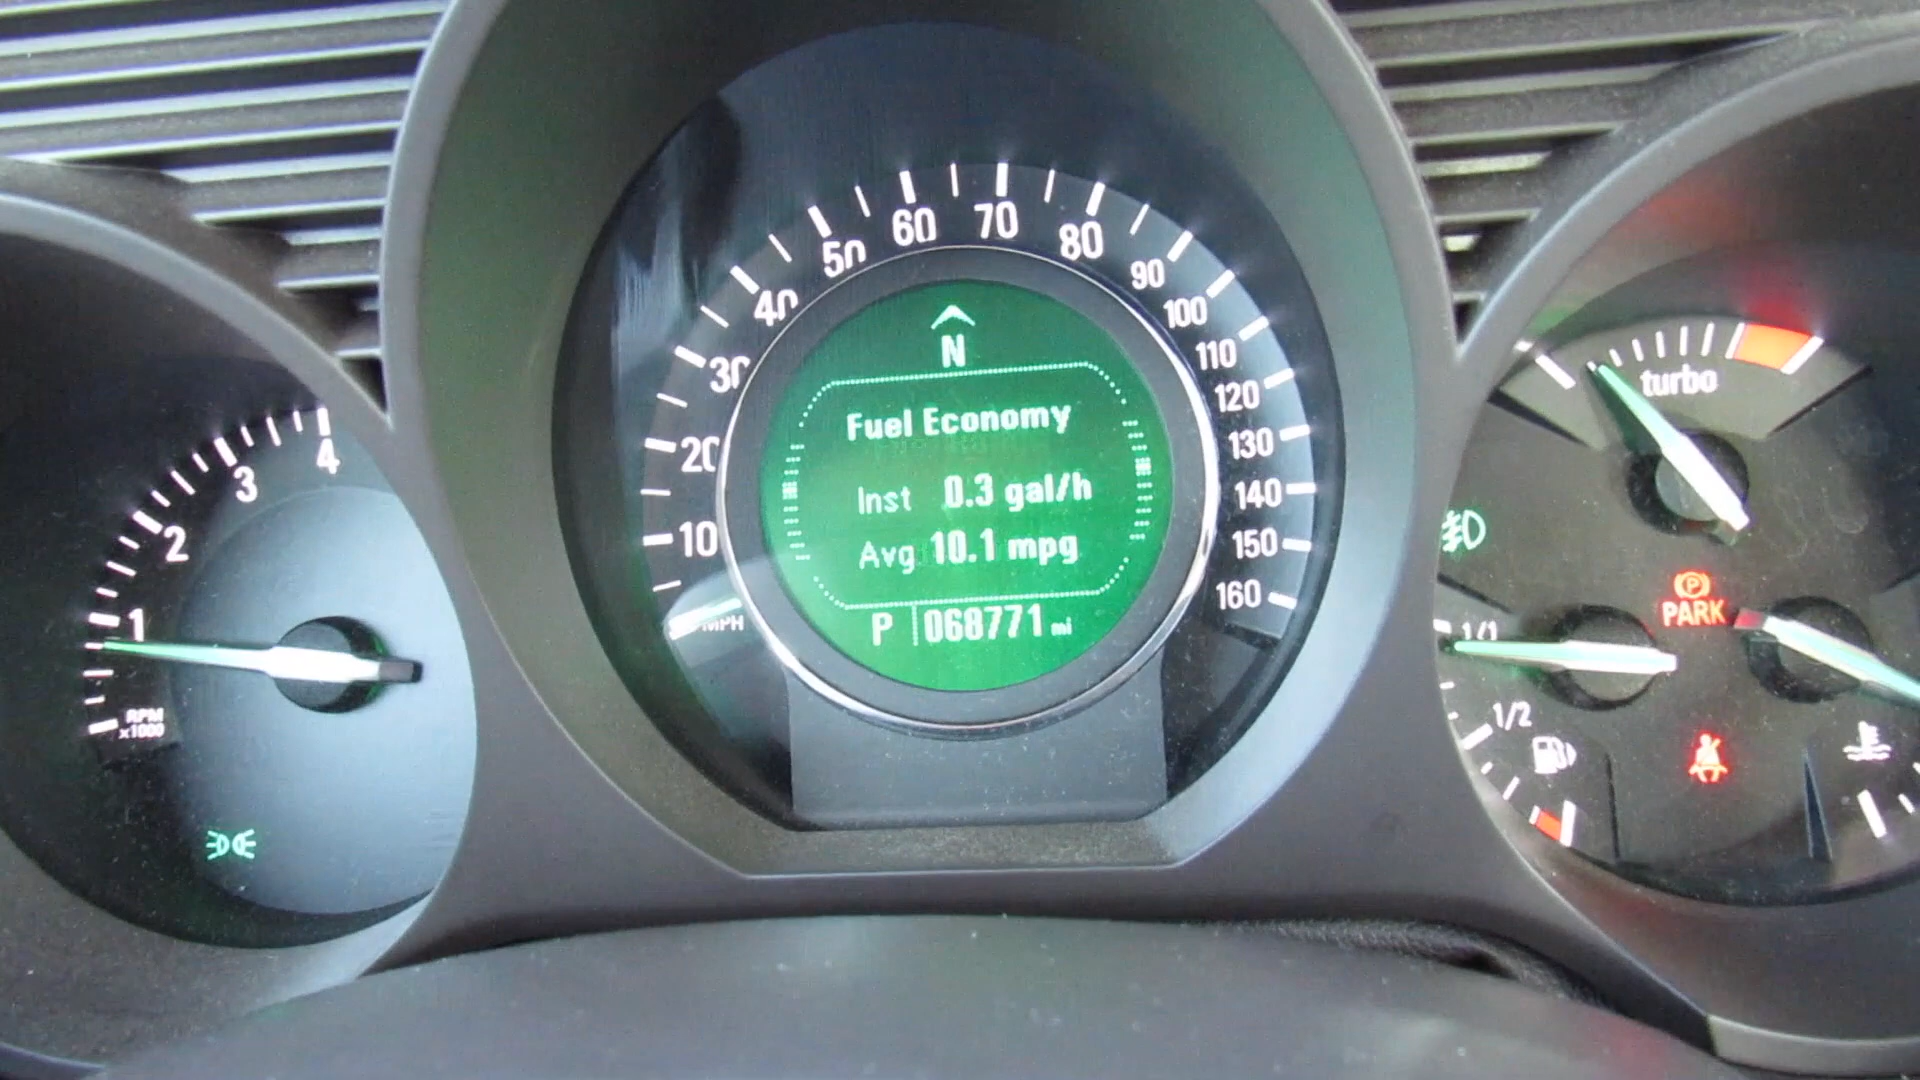 4
3
2
1
RPM
x1000
10
20
30
40
50
60
70
80
90
100
110
120
130
140
150
160
MPH
N
Fuel Economy
Inst 0.3 gal/h
Avg 10.1 mpg
P 068771 mi
turbo
P
PARK
1/1
1/2